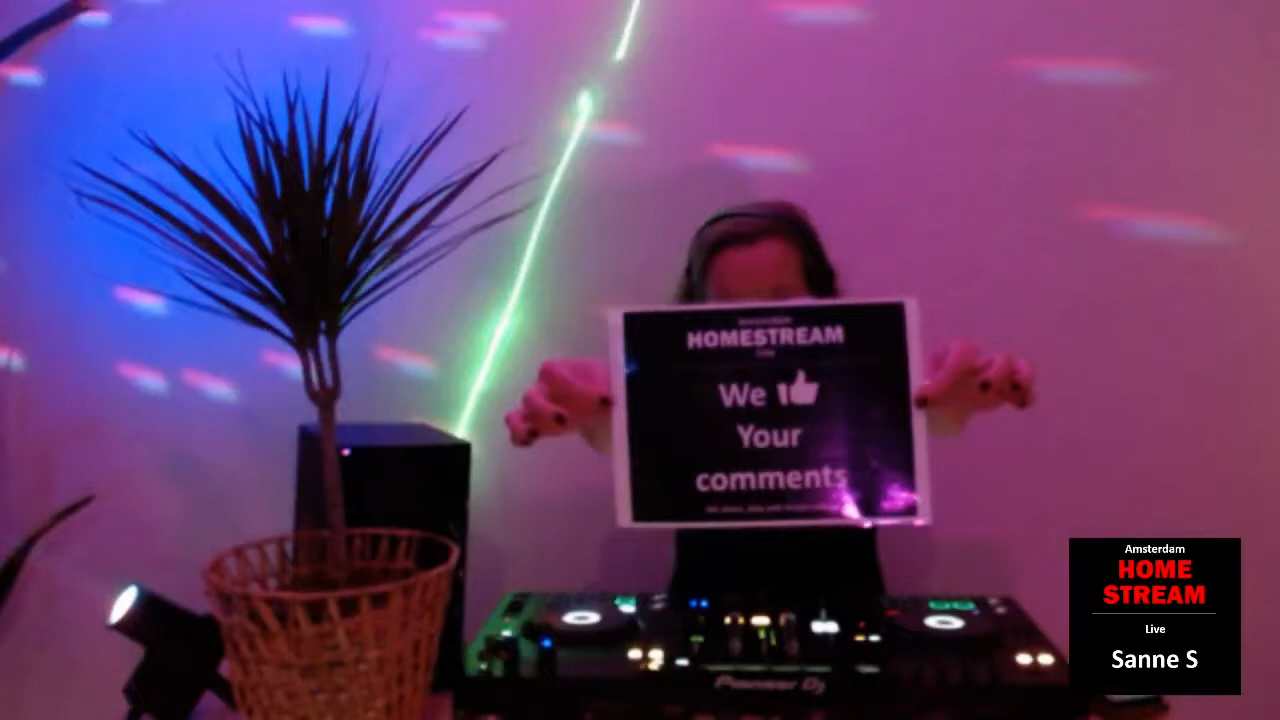 HOMESTREAM
We
Your
comments
Pioneer Dj
Amsterdam
HOME
STREAM
Live
Sanne S